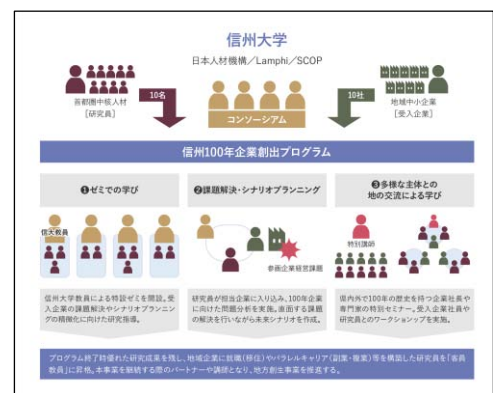 信州大学
日本人材機構／Lamphi／SCOP
首都圏中核人材
[研究員]
10名
コンソーシアム
10社
地域中小企業
[受入企業]
信州100年企業創出プログラム
❶ゼミでの学び
❷課題解決・シナリオプランニング
❸多様な主体との
地の交流による学び
信大教員
参画企業経営課題
特別講師
信州大学教員による特設ゼミを開設。受
入企業の課題解決やシナリオプランニング
の精緻化に向けた研究指導。
研究員が担当企業に入り込み、100年企業
に向けた問題分析を実施。直面する課題
の解決を行いながら未来シナリオを作成。
県内外で100年の歴史を持つ企業社長や
専門家の特別セミナー。受入企業社員や
研究員とのワークショップを実施。
プログラム終了時優れた研究成果を残し、地域企業に就職(移住)やパラレルキャリア(副業・兼業)等を構築した研究員を「客員
教員」に昇格。本事業を継続する際のパートナーや講師となり、地方創生事業を推進する。